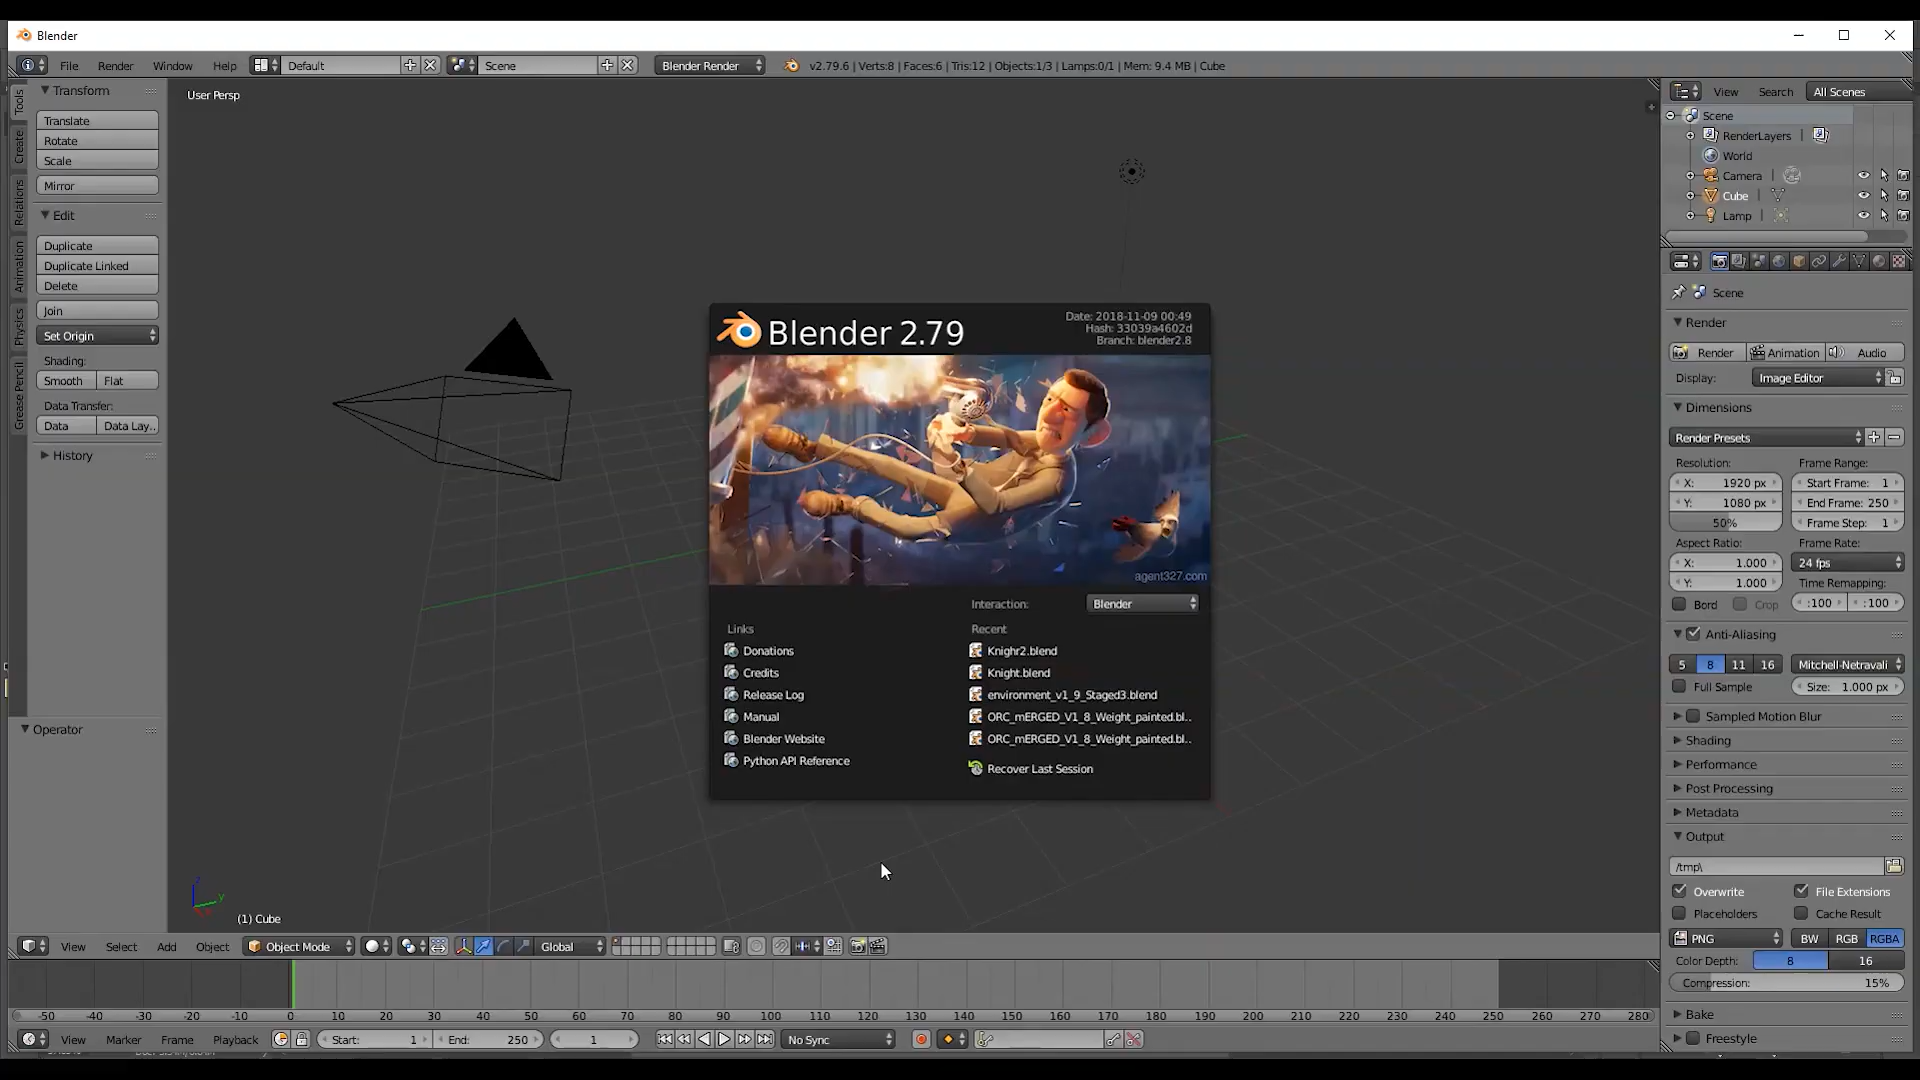 Blender
File Render Window Help Default Scene Blender Render v2.79.6 | Verts:8 | Faces:6 | Tris:12 | Objects:1/3 | Lamps:0/1 | Mem: 9.4 MB | Cube
Tools
Create
Relations
Animation
Physics
Grease Pencil
Transform
Translate
Rotate
Scale
Mirror
Edit
Duplicate
Duplicate Linked
Delete
Join
Set Origin
Shading:
Smooth Flat
Data Transfer:
Data Data Lay..
History
Operator
User Persp
Blender 2.79
Date: 2018-11-09 00:49
Hash: 33039a4602d
Branch: blender2.8
agent327.com
Interaction: Blender
Links
Donations
Credits
Release Log
Manual
Blender Website
Python API Reference
Recent
Knighr2.blend
Knight.blend
environment_v1_9_Staged3.blend
ORC_mERGED_V1_8_Weight_painted.bl..
ORC_mERGED_V1_8_Weight_painted.bl..
Recover Last Session
z
y
(1) Cube
View Select Add Object Object Mode Global
-50 -40 -30 -20 -10 0 10 20 30 40 50 60 70 80 90 100 110 120 130 140 150 160 170 180 190 200 210 220 230 240 250 260 270 280
View Marker Frame Playback Start: 1 End: 250 1 No Sync
View Search All Scenes
Scene
RenderLayers
World
Camera
Cube
Lamp
Scene
Render
Render Animation Audio
Display: Image Editor
Dimensions
Render Presets
Resolution: Frame Range:
X: 1920 px Start Frame: 1
Y: 1080 px End Frame: 250
50% Frame Step: 1
Aspect Ratio: Frame Rate:
X: 1.000 24 fps
Y: 1.000 Time Remapping:
Bord Crop :100 :100
Anti-Aliasing
5 8 11 16 Mitchell-Netravali
Full Sample Size: 1.000 px
Sampled Motion Blur
Shading
Performance
Post Processing
Metadata
Output
/tmp\
Overwrite File Extensions
Placeholders Cache Result
PNG BW RGB RGBA
Color Depth: 8 16
Compression: 15%
Bake
Freestyle